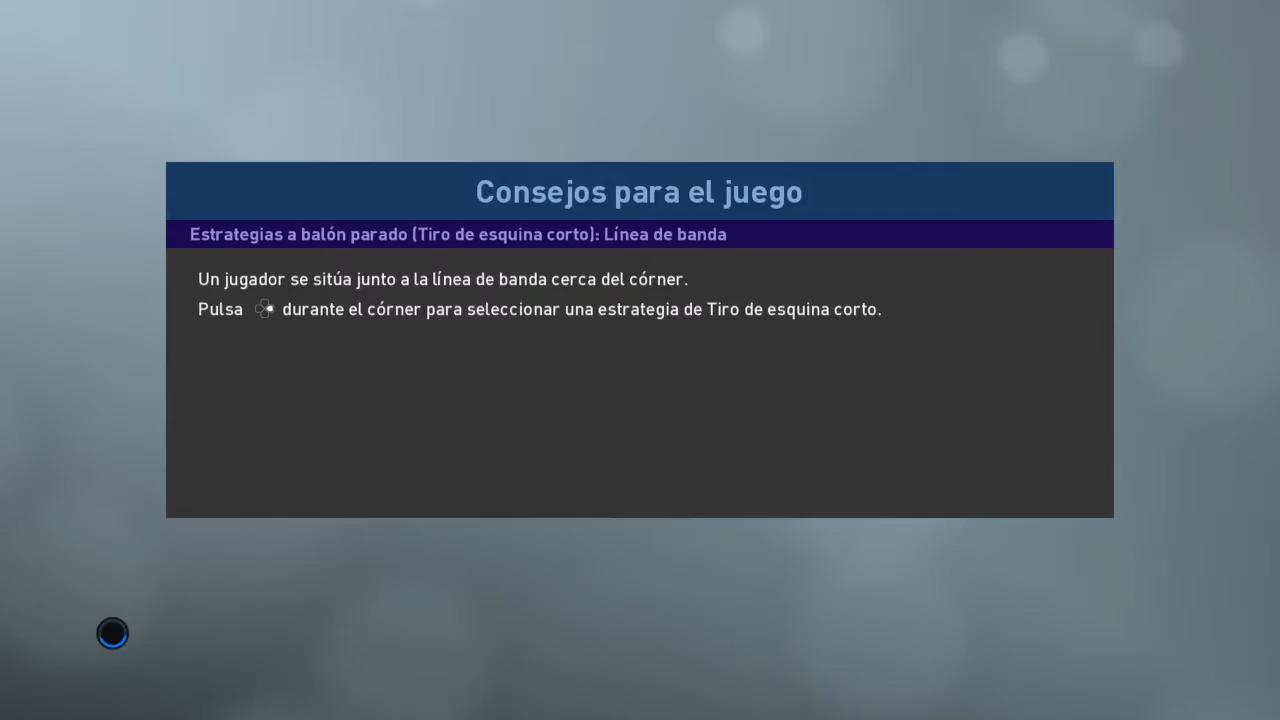 Consejos para el juego
Estrategias a balón parado (Tiro de esquina corto): Línea de banda
Un jugador se sitúa junto a la línea de banda cerca del córner.
Pulsa durante el córner para seleccionar una estrategia de Tiro de esquina corto.